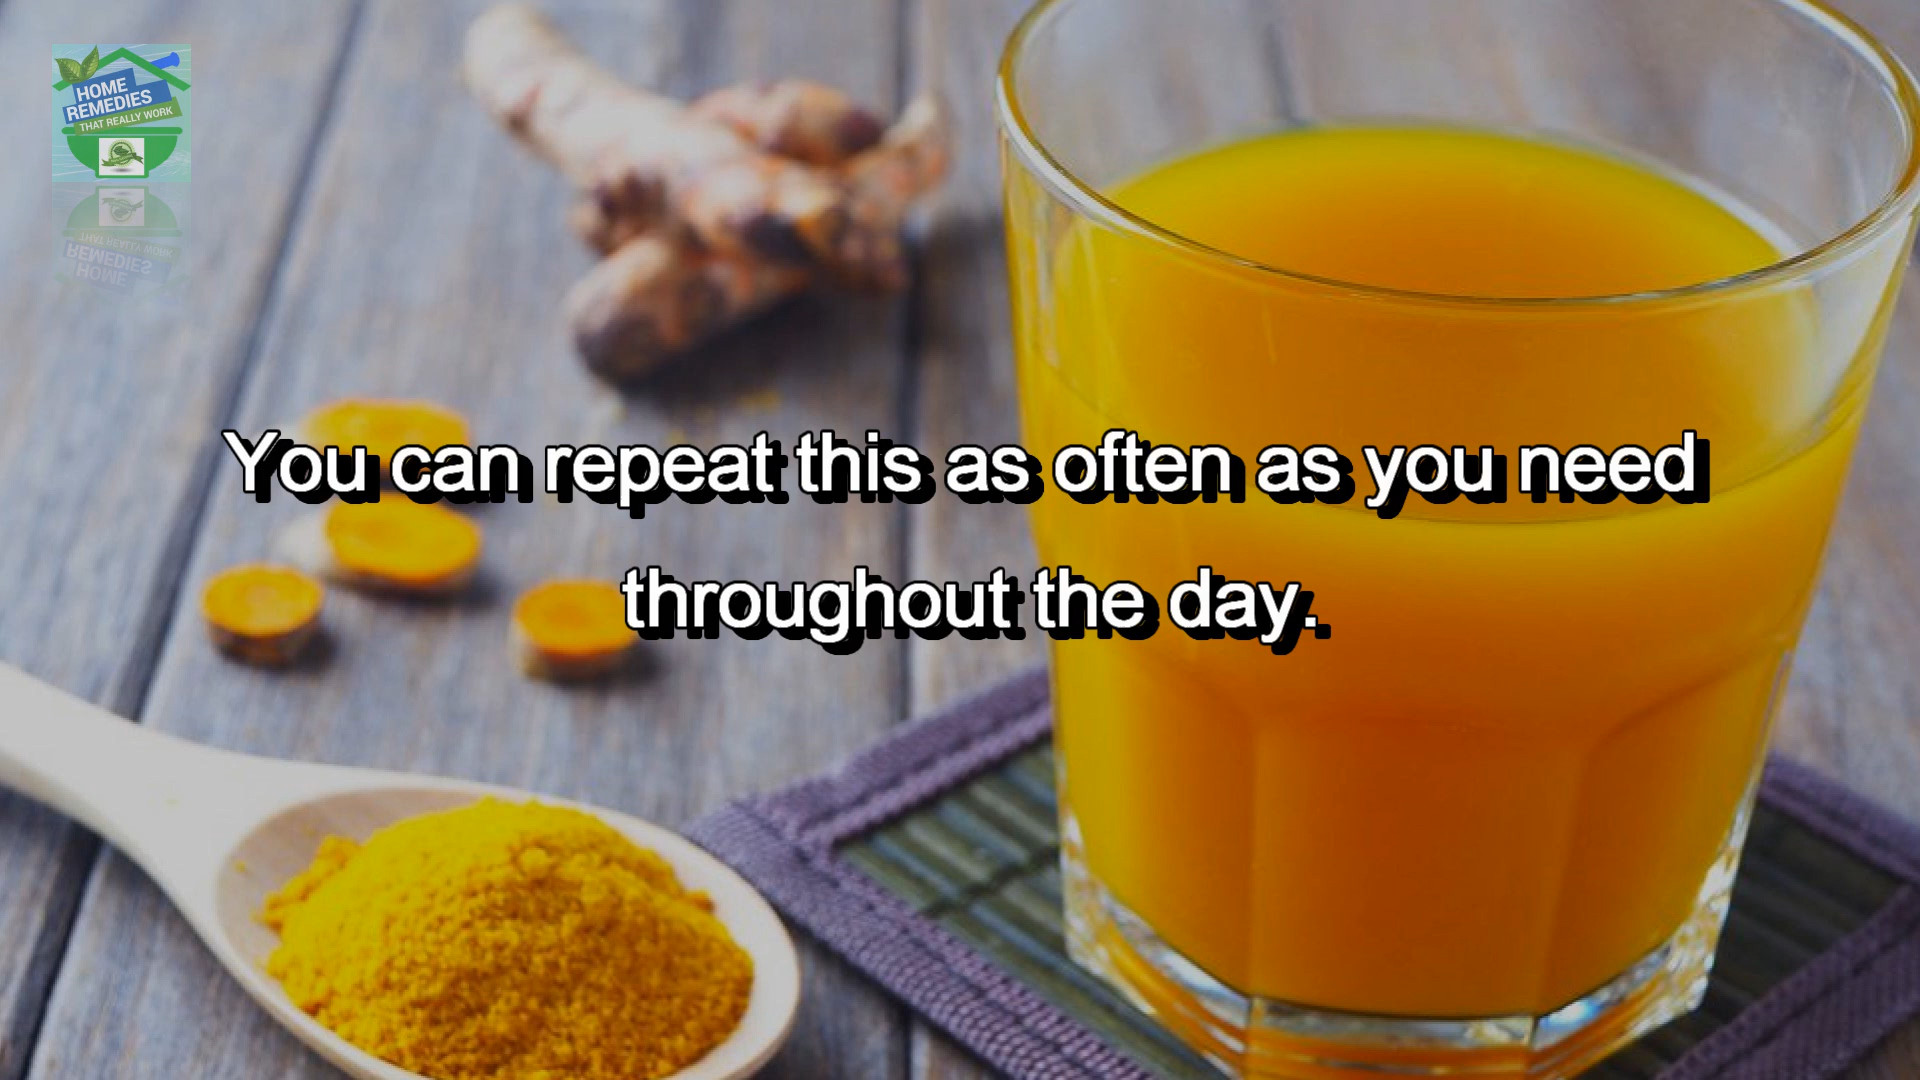 HOME
REMEDIES
THAT REALLY WORK
You can repeat this as often as you need
throughout the day.